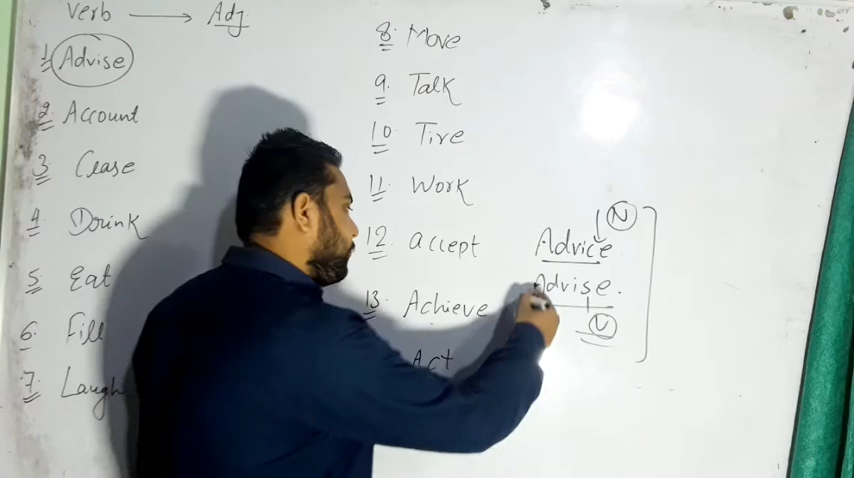 Verb → Adj
1 Advise
2 Account
3 Cease
4 Drink
5 Eat
6 Fill
7 Laugh
8 Move
9 Talk
10 Tire
11 Work
12 accept
13 Achieve
Act
N
Advice
Advise.
V